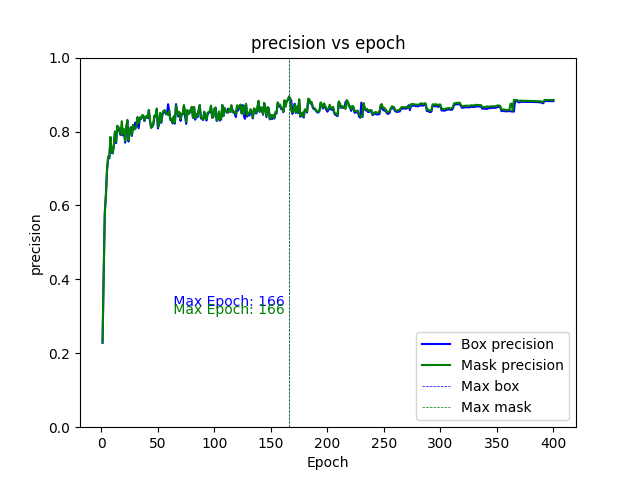 precision vs epoch
1.0
0.8
0.6
0.4
0.2
0.0
precision
Max Epoch: 166
Max Epoch: 166
Box precision
Mask precision
Max box
Max mask
0 50 100 150 200 250 300 350 400
Epoch